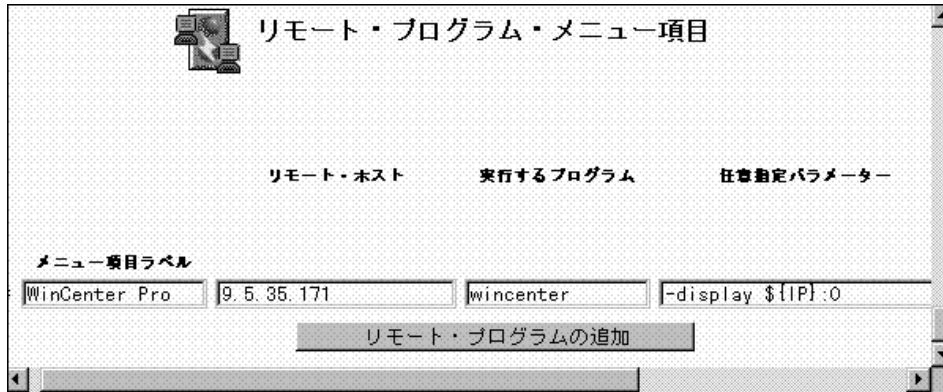 リモート・プログラム・メニュー項目
リモート・ホスト 実行するプログラム 任意指定パラメーター
メニュー項目ラベル
WinCenter Pro 9.5.35.171 wincenter -display ${IP}:0
リモート・プログラムの追加